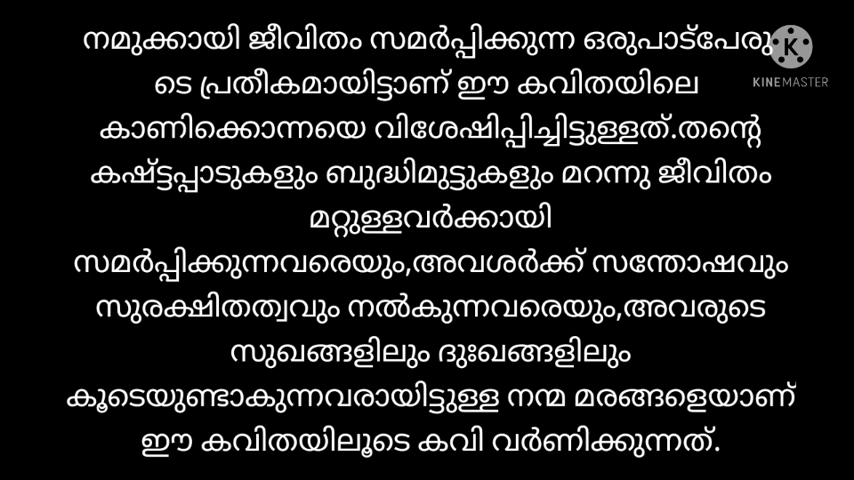 നമുക്കായി ജീവിതം സമർപ്പിക്കുന്ന ഒരുപാട്പേരു
ടെ പ്രതീകമായിട്ടാണ് ഈ കവിതയിലെ
കാണിക്കൊന്നയെ വിശേഷിപ്പിച്ചിട്ടുള്ളത്.തന്റെ
കഷ്ട്ടപ്പാടുകളും ബുദ്ധിമുട്ടുകളും മറന്നു ജീവിതം
മറ്റുള്ളവർക്കായി
സമർപ്പിക്കുന്നവരെയും,അവശർക്ക് സന്തോഷവും
സുരക്ഷിതത്വവും നൽകുന്നവരെയും,അവരുടെ
സുഖങ്ങളിലും ദുഃഖങ്ങളിലും
കൂടെയുണ്ടാകുന്നവരായിട്ടുള്ള നന്മ മരങ്ങളെയാണ്
ഈ കവിതയിലൂടെ കവി വർണിക്കുന്നത്.
K
KINEMASTER